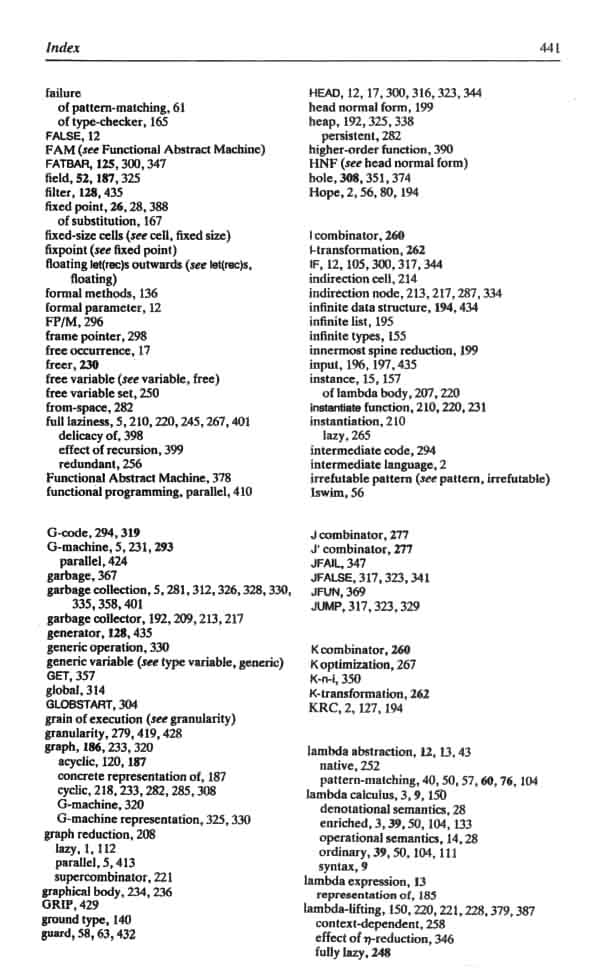 Index 441
failure
of pattern-matching, 61
of type-checker, 165
FALSE, 12
FAM (see Functional Abstract Machine)
FATBAR, 125, 300, 347
field, 52, 187, 325
filter, 128, 435
fixed point, 26, 28, 388
of substitution, 167
fixed-size cells (see cell, fixed size)
fixpoint (see fixed point)
floating let(rec)s outwards (see let(rec)s,
floating)
formal methods, 136
formal parameter, 12
FP/M, 296
frame pointer, 298
free occurrence, 17
freer, 230
free variable (see variable, free)
free variable set, 250
from-space, 282
full laziness, 5, 210, 220, 245, 267, 401
delicacy of, 398
effect of recursion, 399
redundant, 256
Functional Abstract Machine, 378
functional programming, parallel, 410
G-code, 294, 319
G-machine, 5, 231, 293
parallel, 424
garbage, 367
garbage collection, 5, 281, 312, 326, 328, 330,
335, 358, 401
garbage collector, 192, 209, 213, 217
generator, 128, 435
generic operation, 330
generic variable (see type variable, generic)
GET, 357
global, 314
GLOBSTART, 304
grain of execution (see granularity)
granularity, 279, 419, 428
graph, 186, 233, 320
acyclic, 120, 187
concrete representation of, 187
cyclic, 218, 233, 282, 285, 308
G-machine, 320
G-machine representation, 325, 330
graph reduction, 208
lazy, 1, 112
parallel, 5, 413
supercombinator, 221
graphical body, 234, 236
GRIP, 429
ground type, 140
guard, 58, 63, 432
HEAD, 12, 17, 300, 316, 323, 344
head normal form, 199
heap, 192, 325, 338
persistent, 282
higher-order function, 390
HNF (see head normal form)
hole, 308, 351, 374
Hope, 2, 56, 80, 194
I combinator, 260
I-transformation, 262
IF, 12, 105, 300, 317, 344
indirection cell, 214
indirection node, 213, 217, 287, 334
infinite data structure, 194, 434
infinite list, 195
infinite types, 155
innermost spine reduction, 199
input, 196, 197, 435
instance, 15, 157
of lambda body, 207, 220
instantiate function, 210, 220, 231
instantiation, 210
lazy, 265
intermediate code, 294
intermediate language, 2
irrefutable pattern (see pattern, irrefutable)
Iswim, 56
J combinator, 277
J' combinator, 277
JFAIL, 347
JFALSE, 317, 323, 341
JFUN, 369
JUMP, 317, 323, 329
K combinator, 260
K optimization, 267
K-n-i, 350
K-transformation, 262
KRC, 2, 127, 194
lambda abstraction, 12, 13, 43
native, 252
pattern-matching, 40, 50, 57, 60, 76, 104
lambda calculus, 3, 9, 150
denotational semantics, 28
enriched, 3, 39, 50, 104, 133
operational semantics, 14, 28
ordinary, 39, 50, 104, 111
syntax, 9
lambda expression, 13
representation of, 185
lambda-lifting, 150, 220, 221, 228, 379, 387
context-dependent, 258
effect of η-reduction, 346
fully lazy, 248